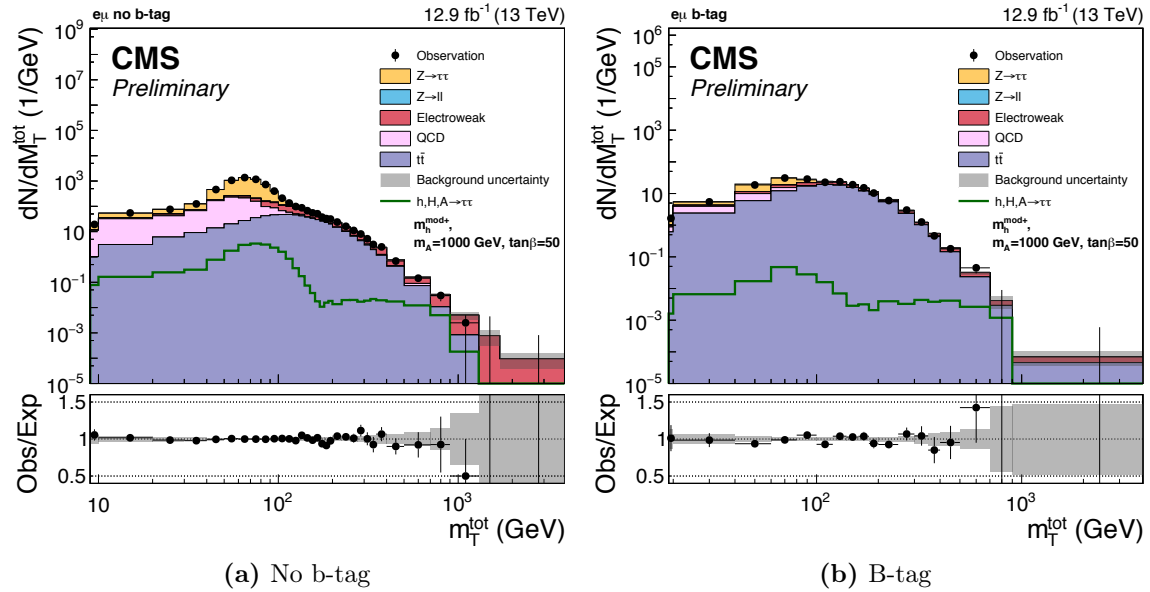 eμ no b-tag
12.9 fb⁻¹ (13 TeV)
dN/dM_T^tot (1/GeV)
10⁹
10⁷
10⁵
10³
10
10⁻¹
10⁻³
10⁻⁵
CMS
Preliminary
Observation
Z→ττ
Z→ll
Electroweak
QCD
tt̄
Background uncertainty
h,H,A→ττ
m_h^mod+,
m_A=1000 GeV, tanβ=50
Obs/Exp
1.5
1
0.5
10
10²
10³
m_T^tot (GeV)
(a) No b-tag
eμ b-tag
12.9 fb⁻¹ (13 TeV)
dN/dM_T^tot (1/GeV)
10⁶
10⁵
10³
10
10⁻¹
10⁻³
10⁻⁵
CMS
Preliminary
Observation
Z→ττ
Z→ll
Electroweak
QCD
tt̄
Background uncertainty
h,H,A→ττ
m_h^mod+,
m_A=1000 GeV, tanβ=50
Obs/Exp
1.5
1
0.5
10²
10³
m_T^tot (GeV)
(b) B-tag